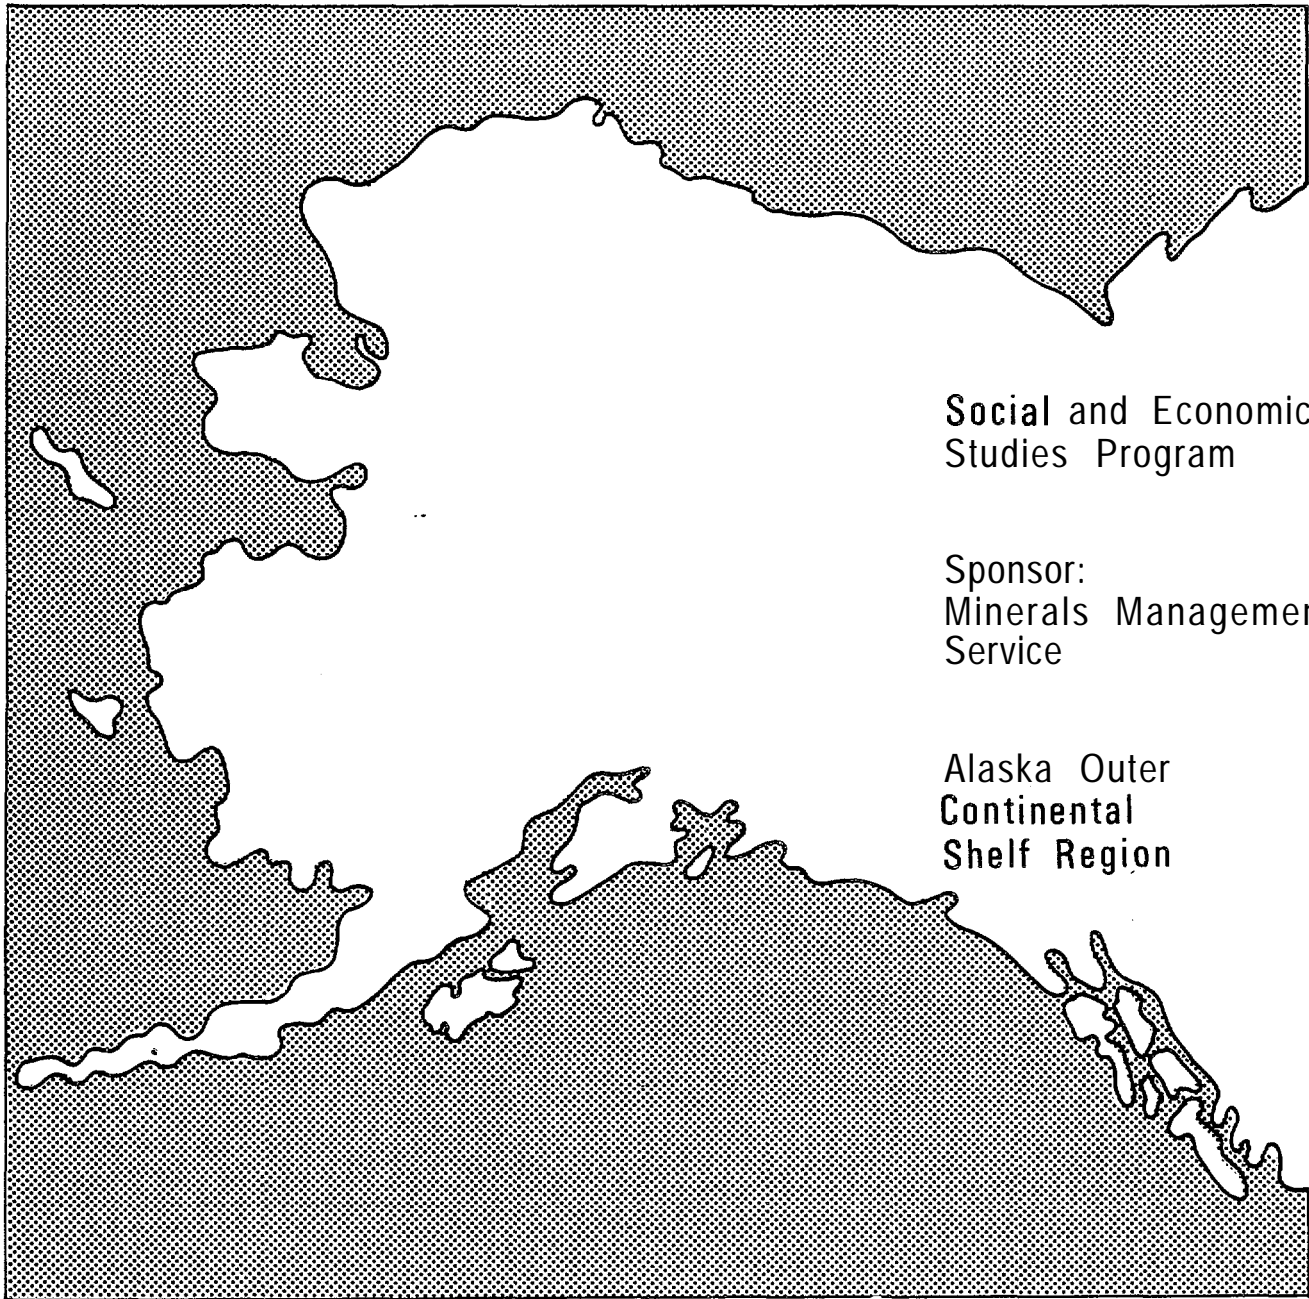 Social and Economic
Studies Program
Sponsor:
Minerals Managemen
Service
Alaska Outer
Continental
Shelf Region